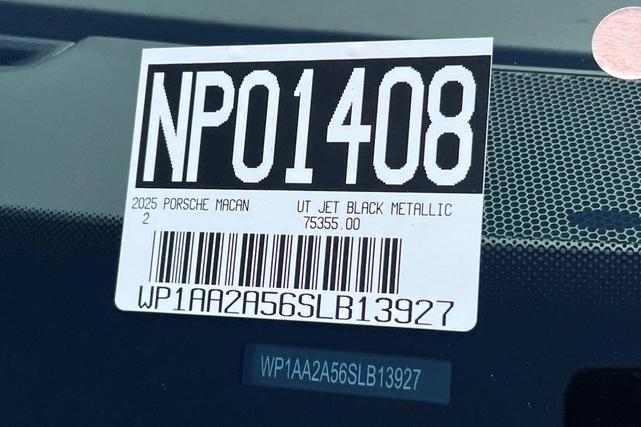 NP01408
2025 PORSCHE MACAN UT JET BLACK METALLIC
2 75355.00
WP1AA2A56SLB13927
WP1AA2A56SLB13927